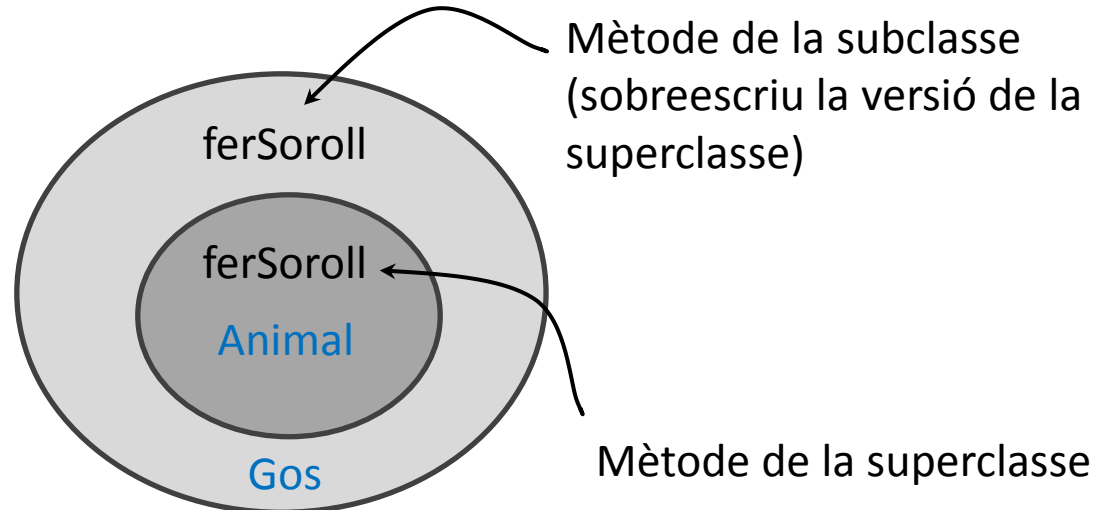 Mètode de la subclasse
(sobreescriu la versió de la
superclasse)
ferSoroll
ferSoroll
Animal
Gos
Mètode de la superclasse